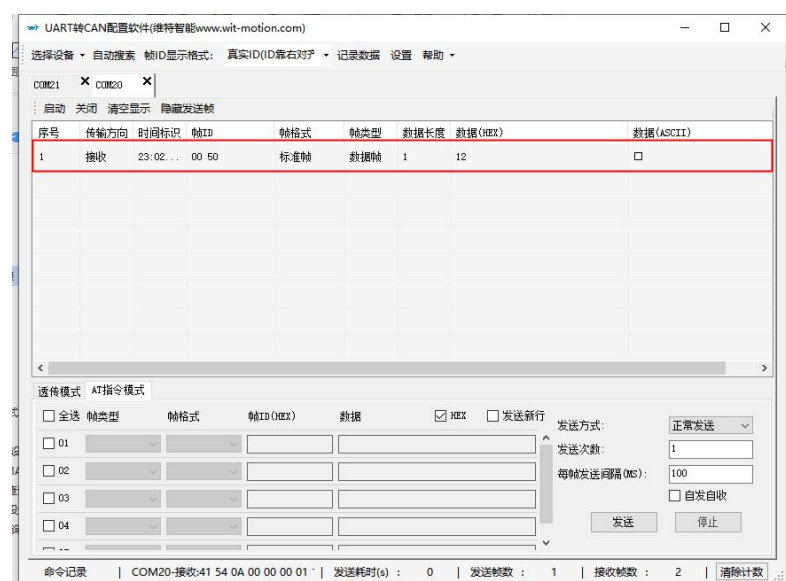 UART转CAN配置软件(维特智能www.wit-motion.com)
选择设备 自动搜索 帧ID显示格式： 真实ID(ID靠右对齐 记录数据 设置 帮助
COM21 COM20
启动 关闭 清空显示 隐藏发送帧
序号 传输方向 时间标识 帧ID 帧格式 帧类型 数据长度 数据(HEX) 数据(ASCII)
1 接收 23:02... 00 50 标准帧 数据帧 1 12
透传模式 AT指令模式
全选 帧类型 帧格式 帧ID(HEX) 数据 HEX 发送新行
01
02
03
04
发送方式: 正常发送
发送次数: 1
每帧发送间隔(MS): 100
自发自收
发送 停止
命令记录 | COM20-接收:41 54 0A 00 00 00 01 | 发送耗时(s) : 0 | 发送帧数 : 1 | 接收帧数 : 2 | 清除计数